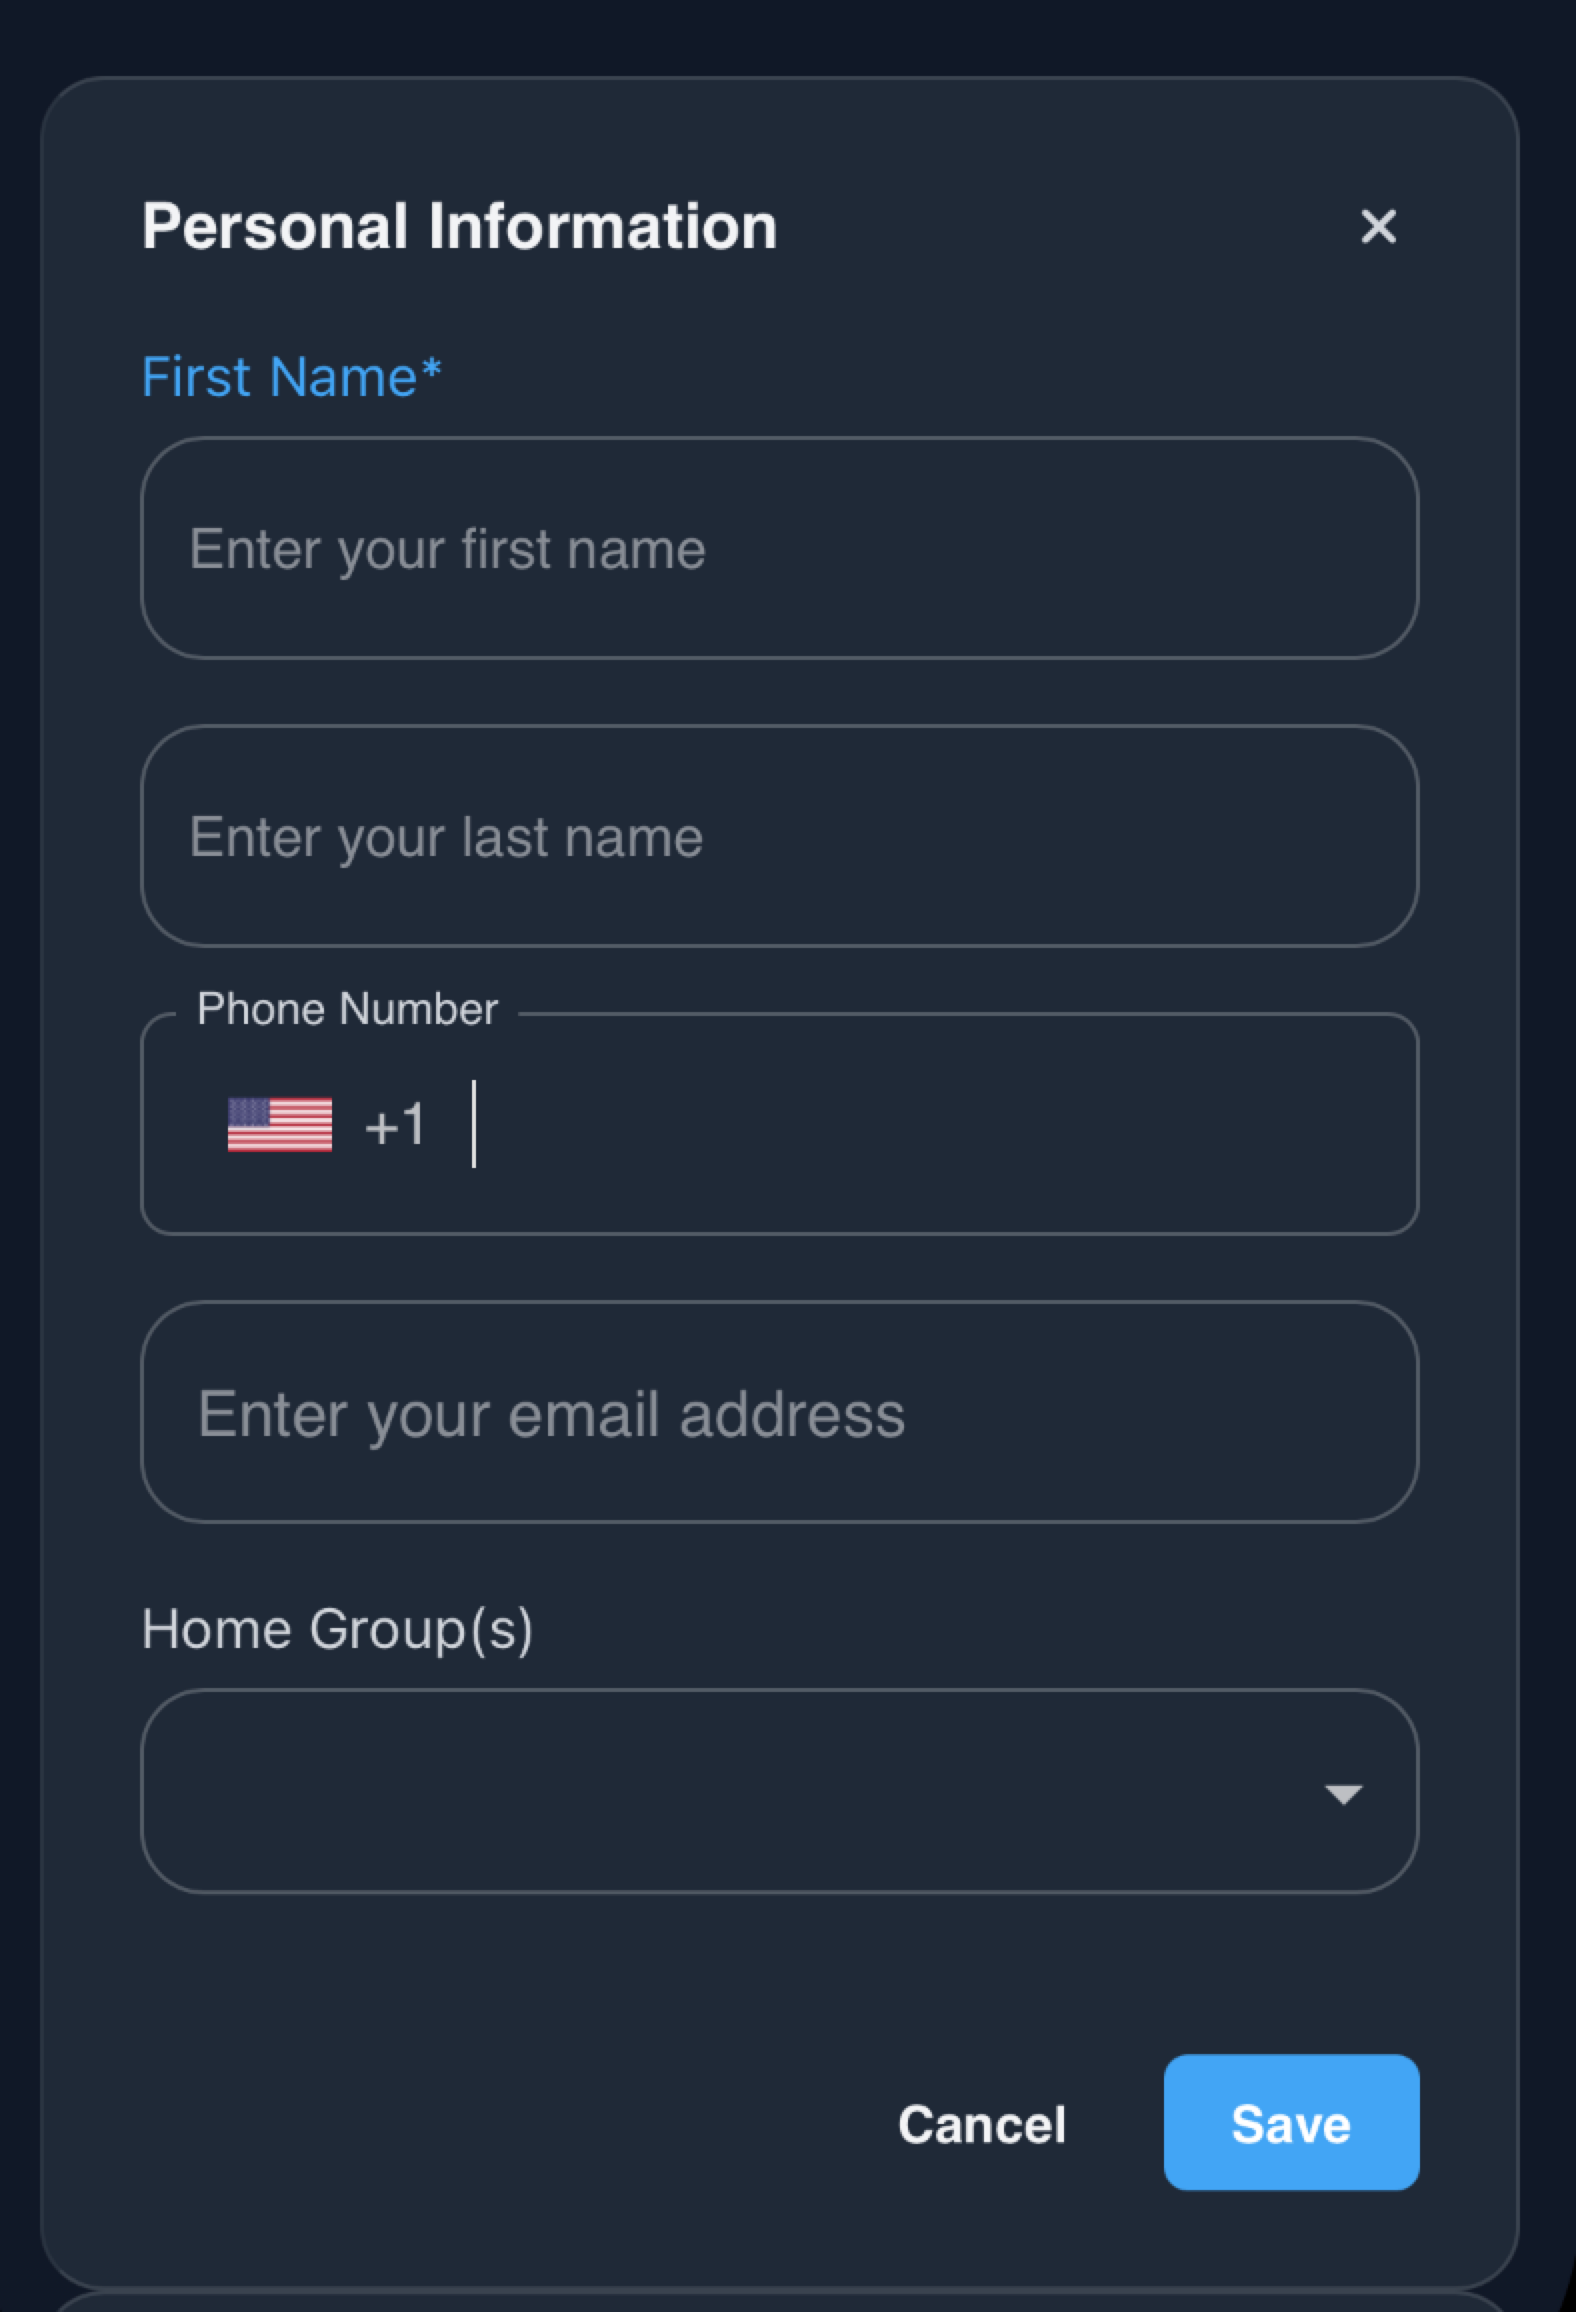 Personal Information
First Name*
Enter your first name
Enter your last name
Phone Number
+1
Enter your email address
Home Group(s)
Cancel
Save